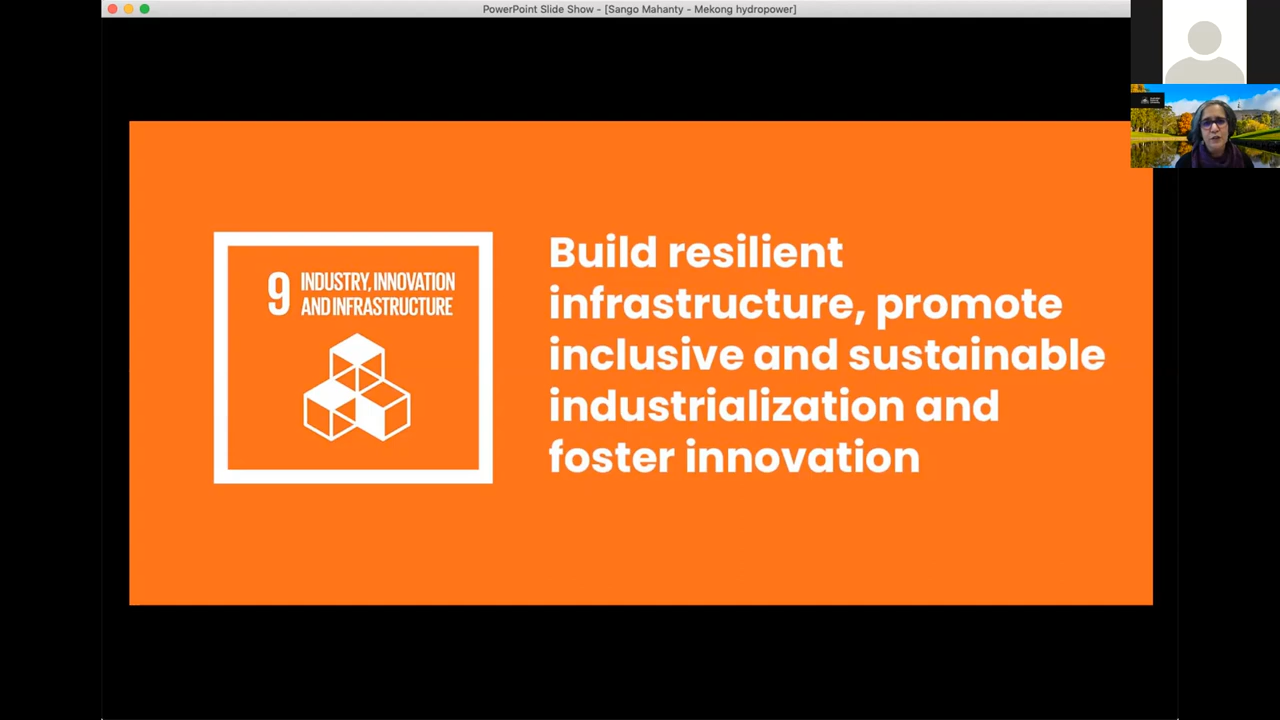 PowerPoint Slide Show - [Sango Mahanty - Mekong hydropower]
9 INDUSTRY, INNOVATION
AND INFRASTRUCTURE
Build resilient
infrastructure, promote
inclusive and sustainable
industrialization and
foster innovation